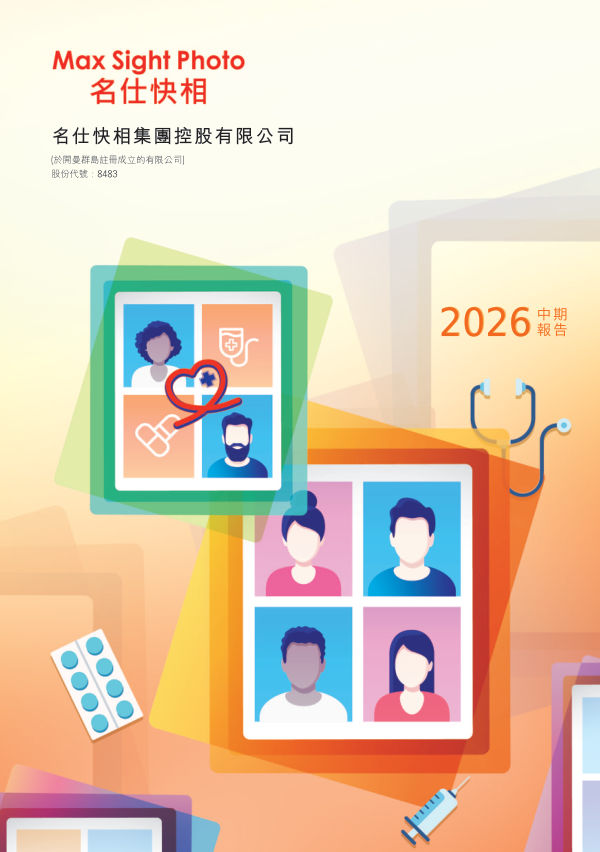 Max Sight Photo
名仕快相
名仕快相集團控股有限公司
(於開曼群島註冊成立的有限公司)
股份代號：8483
2026 中期
報告